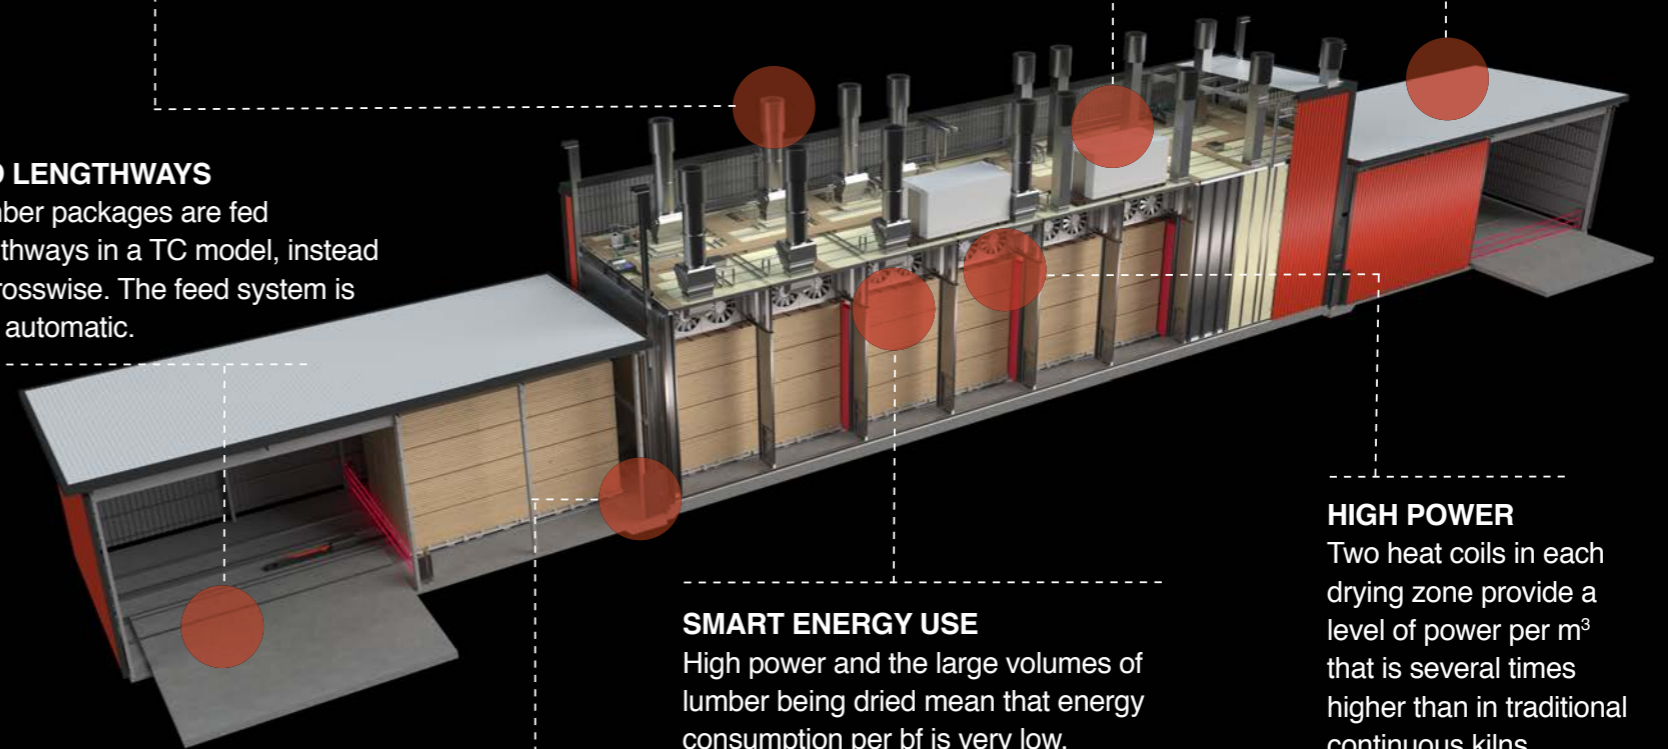 LENGTHWAYS
packages are fed
in a TC model, instead
The feed system is
automatic.
SMART ENERGY USE
High power and the large volumes of
lumber being dried mean that energy
consumption per bf is very low.
HIGH POWER
Two heat coils in each
drying zone provide a
level of power per m³
that is several times
higher than in traditional
continuous kilns